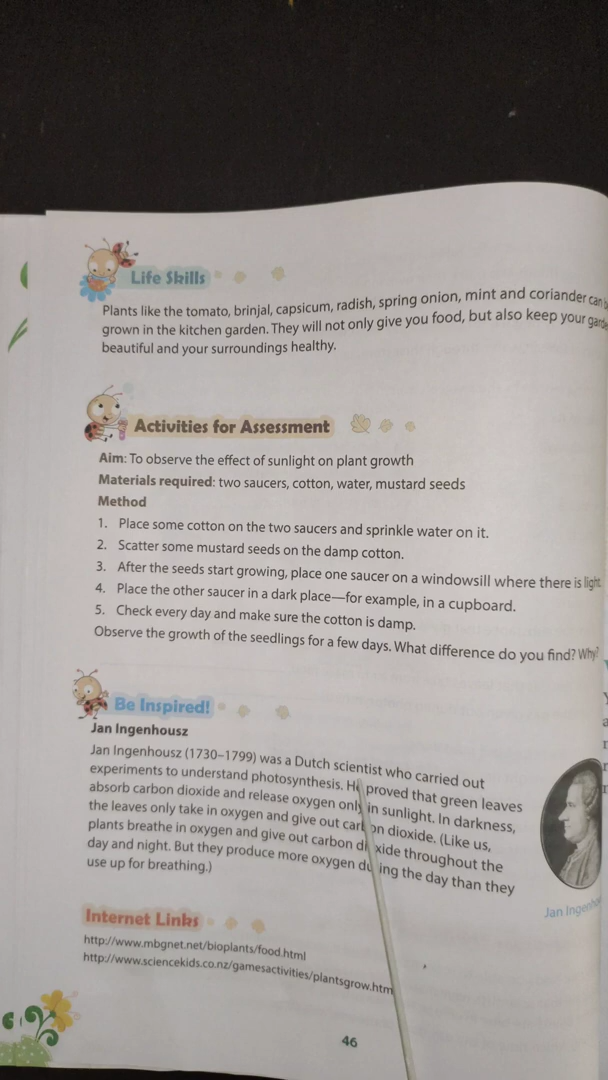 Life Skills
Plants like the tomato, brinjal, capsicum, radish, spring onion, mint and coriander can
grown in the kitchen garden. They will not only give you food, but also keep your
beautiful and your surroundings healthy.
Activities for Assessment
Aim: To observe the effect of sunlight on plant growth
Materials required: two saucers, cotton, water, mustard seeds
Method
1. Place some cotton on the two saucers and sprinkle water on it.
2. Scatter some mustard seeds on the damp cotton.
3. After the seeds start growing, place one saucer on a windowsill where there is light.
4. Place the other saucer in a dark place—for example, in a cupboard.
5. Check every day and make sure the cotton is damp.
Observe the growth of the seedlings for a few days. What difference do you find? Why?
Be Inspired!
Jan Ingenhousz
Jan Ingenhousz (1730–1799) was a Dutch scientist who carried out
experiments to understand photosynthesis. He proved that green leaves
absorb carbon dioxide and release oxygen only in sunlight. In darkness,
the leaves only take in oxygen and give out carbon dioxide. (Like us,
plants breathe in oxygen and give out carbon dioxide throughout the
day and night. But they produce more oxygen during the day than they
use up for breathing.)
Jan
Internet Links
http://www.mbgnet.net/bioplants/food.html
http://www.sciencekids.co.nz/gamesactivities/plantsgrow.htm
46